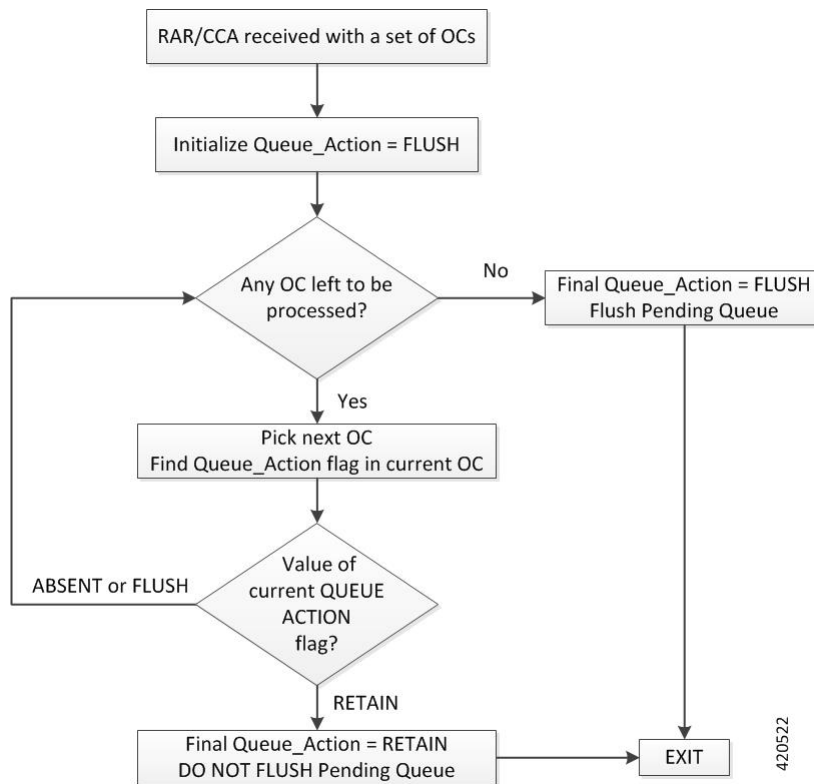 RAR/CCA received with a set of OCs
Initialize Queue_Action = FLUSH
Any OC left to be
processed?
No
Final Queue_Action = FLUSH
Flush Pending Queue
Yes
Pick next OC
Find Queue_Action flag in current OC
ABSENT or FLUSH
Value of
current QUEUE
ACTION
flag?
RETAIN
Final Queue_Action = RETAIN
DO NOT FLUSH Pending Queue
EXIT
420522